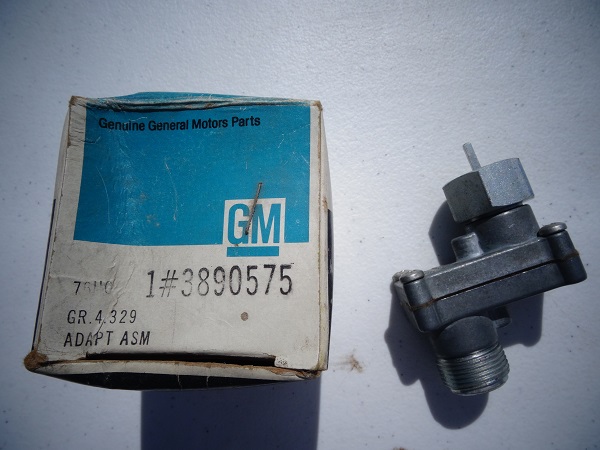 Genuine General Motors Parts
GM
1#3890575
GR.4.329
ADAPT ASM